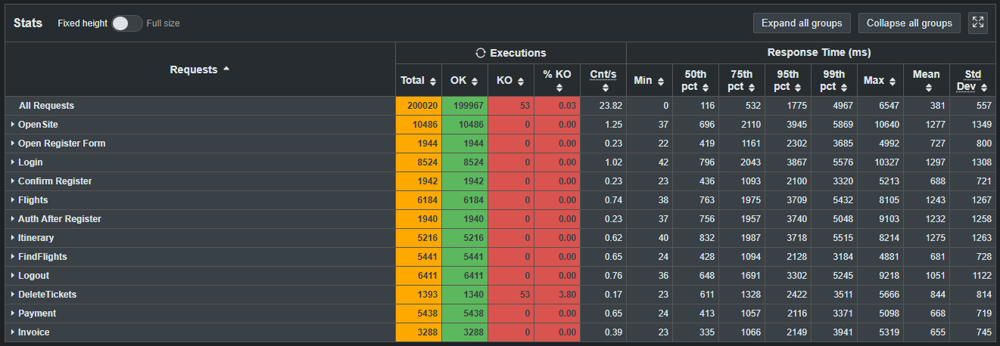 Stats Fixed height Full size Expand all groups Collapse all groups
Requests Executions Response Time (ms)
Total OK KO % KO Cnt/s Min 50th pct 75th pct 95th pct 99th pct Max Mean Std Dev
All Requests 200020 199967 53 0.03 23.82 0 116 532 1775 4967 6547 381 557
OpenSite 10486 10486 0 0.00 1.25 37 696 2110 3945 5869 10640 1277 1349
Open Register Form 1944 1944 0 0.00 0.23 22 419 1161 2302 3685 4992 727 800
Login 8524 8524 0 0.00 1.02 42 796 2043 3867 5576 10327 1297 1308
Confirm Register 1942 1942 0 0.00 0.23 23 436 1093 2100 3320 5213 688 721
Flights 6184 6184 0 0.00 0.74 38 763 1975 3709 5432 8105 1243 1267
Auth After Register 1940 1940 0 0.00 0.23 37 756 1957 3740 5048 9103 1232 1258
Itinerary 5216 5216 0 0.00 0.62 40 832 1987 3718 5515 8214 1275 1263
FindFlights 5441 5441 0 0.00 0.65 24 428 1094 2128 3184 4881 681 728
Logout 6411 6411 0 0.00 0.76 36 648 1691 3302 5245 9218 1051 1122
DeleteTickets 1393 1340 53 3.80 0.17 23 611 1328 2422 3511 5666 844 814
Payment 5438 5438 0 0.00 0.65 24 413 1057 2116 3371 5098 668 719
Invoice 3288 3288 0 0.00 0.39 23 335 1066 2149 3941 5319 655 745